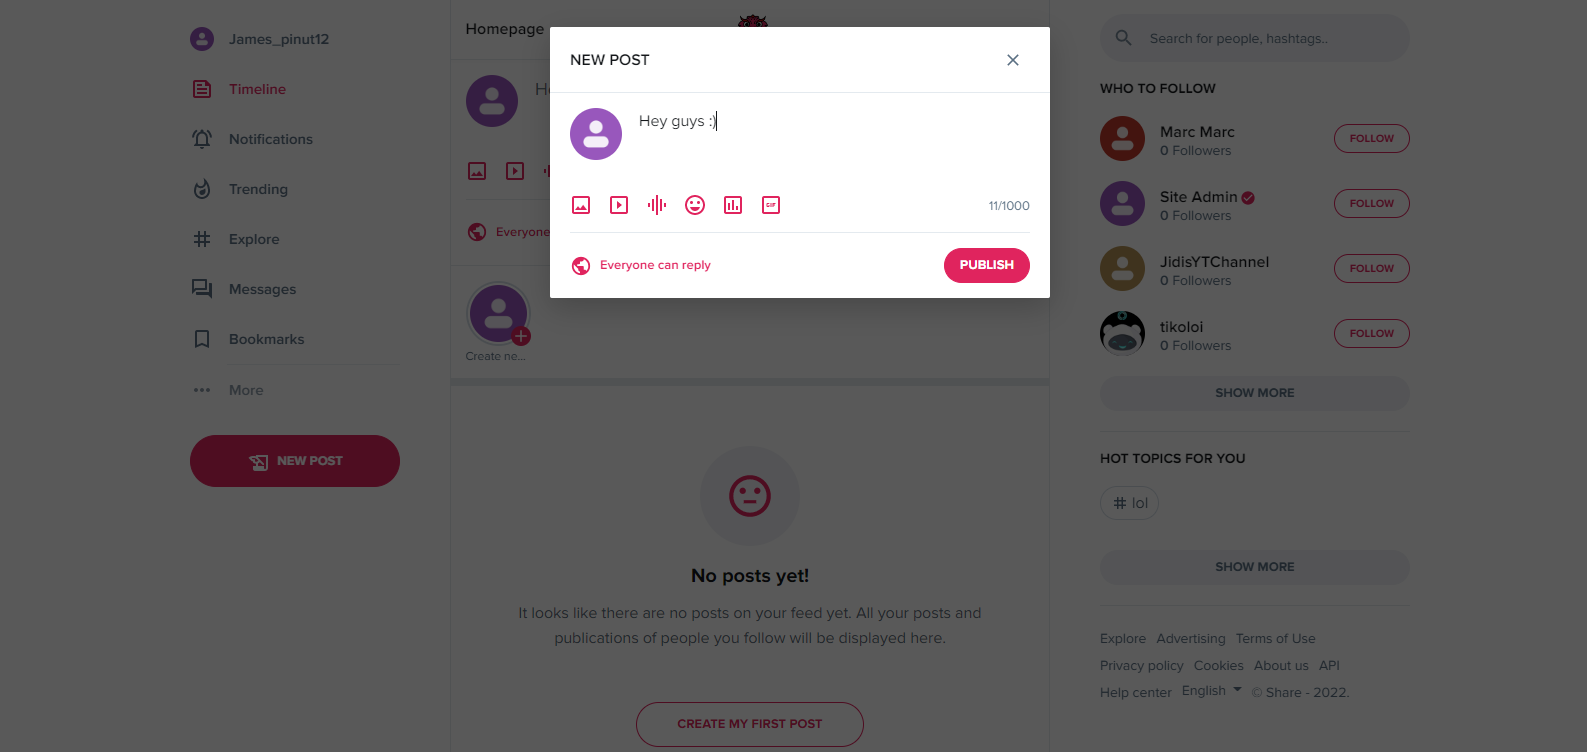 James_pinut12
Timeline
Notifications
Trending
Explore
Messages
Bookmarks
More
NEW POST
Homepage
Everyone
Create ne...
NEW POST
Hey guys :)
GIF
11/1000
Everyone can reply
PUBLISH
No posts yet!
It looks like there are no posts on your feed yet. All your posts and
publications of people you follow will be displayed here.
CREATE MY FIRST POST
Search for people, hashtags..
WHO TO FOLLOW
Marc Marc
0 Followers
FOLLOW
Site Admin
0 Followers
FOLLOW
JidisYTChannel
0 Followers
FOLLOW
tikoloi
0 Followers
FOLLOW
SHOW MORE
HOT TOPICS FOR YOU
# lol
SHOW MORE
Explore Advertising Terms of Use
Privacy policy Cookies About us API
Help center English © Share - 2022.